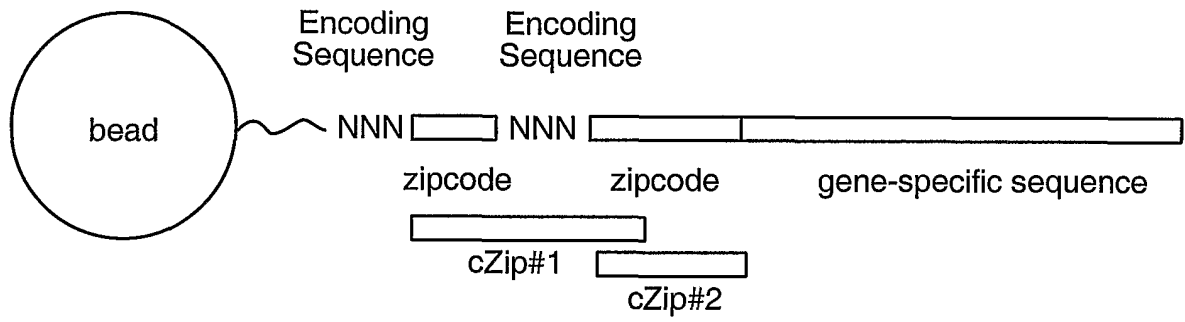 Encoding Sequence
Encoding Sequence
bead
NNN
NNN
zipcode
zipcode
gene-specific sequence
cZip#1
cZip#2